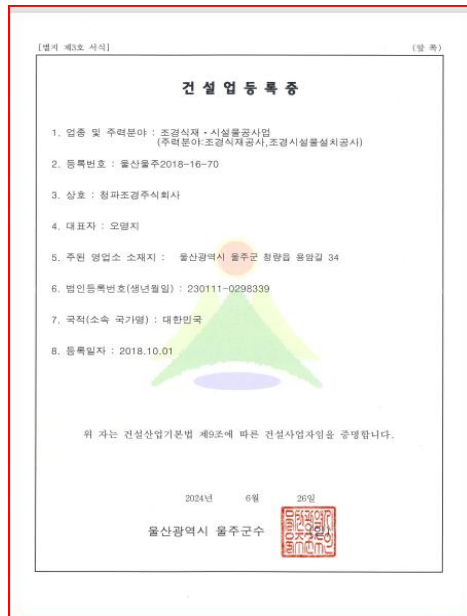 [별지 제3호 서식]
(앞 쪽)
건설업등록증
1. 업종 및 주력분야 : 조경식재・시설물공사업
(주력분야:조경식재공사,조경시설물설치공사)
2. 등록번호 : 울산울주2018-16-70
3. 상호 : 청파조경주식회사
4. 대표자 : 오명지
5. 주된 영업소 소재지 : 울산광역시 울주군 청량읍 용암길 34
6. 법인등록번호(생년월일) : 230111-0298339
7. 국적(소속 국가명) : 대한민국
8. 등록일자 : 2018.10.01
위 자는 건설산업기본법 제9조에 따른 건설사업자임을 증명합니다.
2024년 6월 26일
울산광역시 울주군수